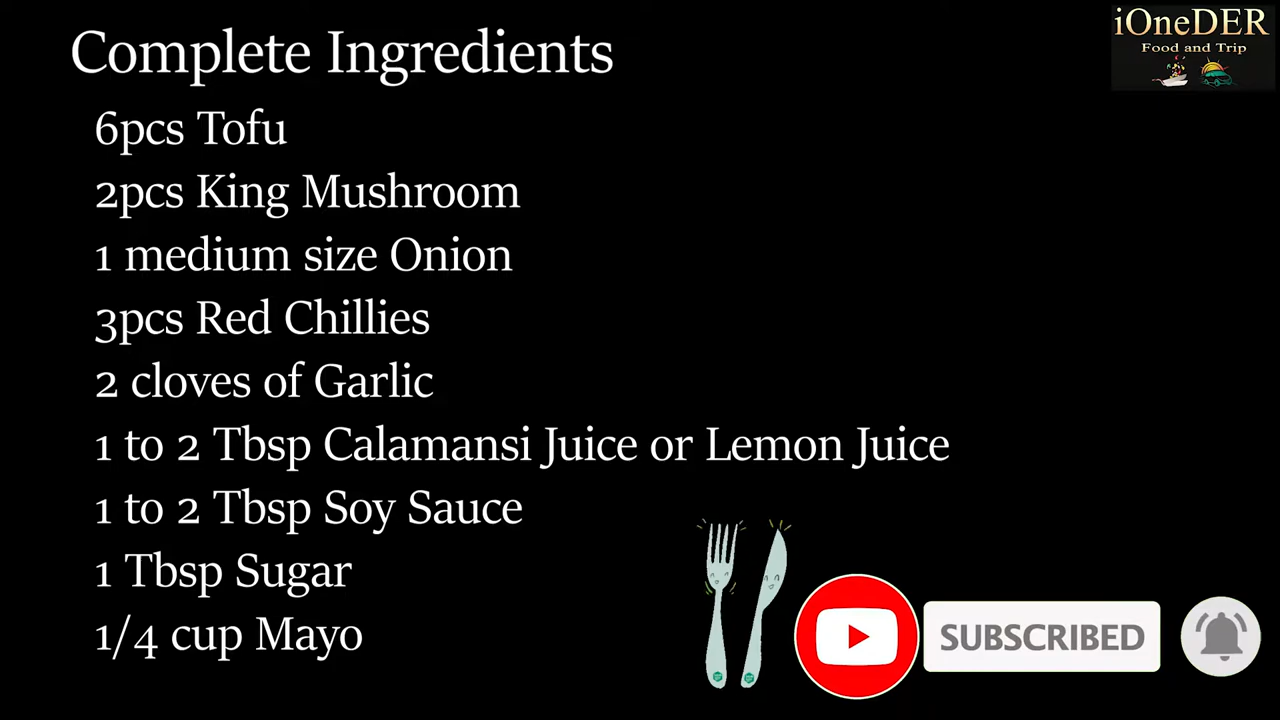 Complete Ingredients
iOneDER
Food and Trip
6pcs Tofu
2pcs King Mushroom
1 medium size Onion
3pcs Red Chillies
2 cloves of Garlic
1 to 2 Tbsp Calamansi Juice or Lemon Juice
1 to 2 Tbsp Soy Sauce
1 Tbsp Sugar
1/4 cup Mayo
SUBSCRIBED